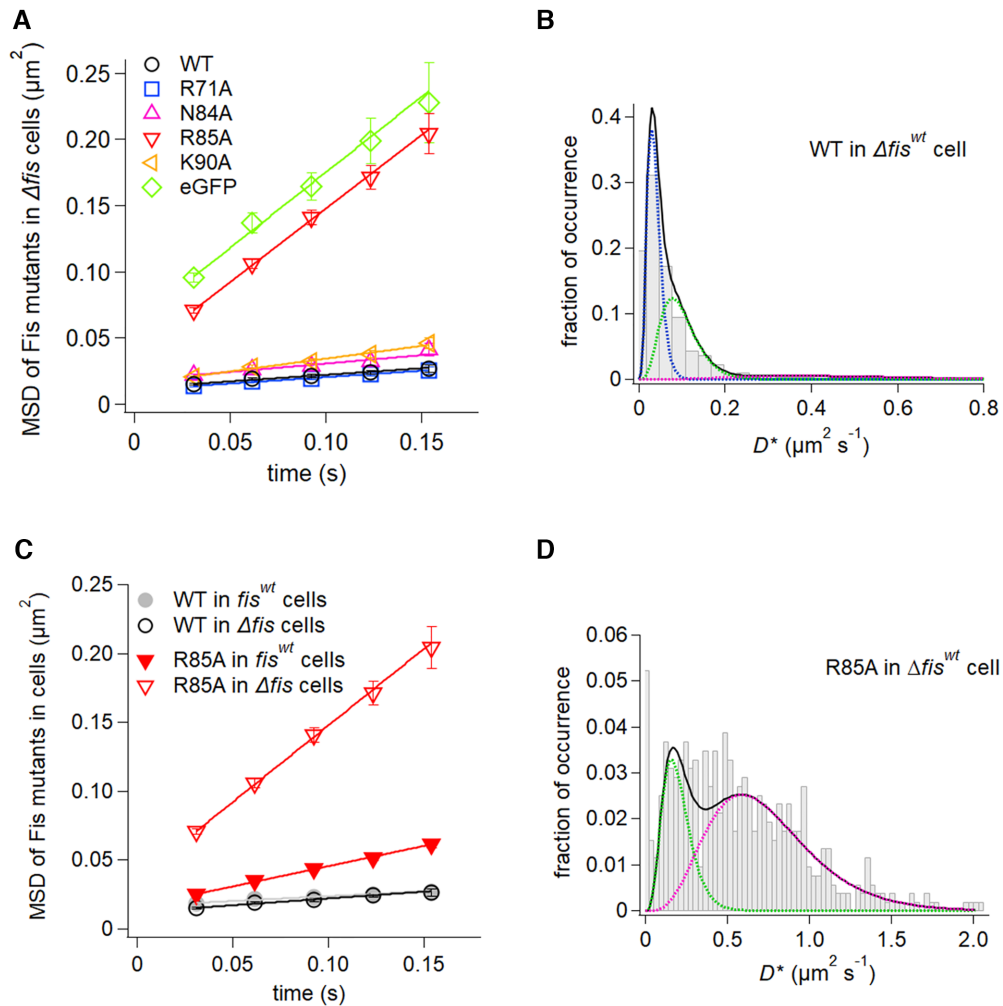 A
MSD of Fis mutants in Δfis cells (µm²)
0.25
0.20
0.15
0.10
0.05
0
WT
R71A
N84A
R85A
K90A
eGFP
0 0.05 0.10 0.15
time (s)
B
fraction of occurrence
0.4
0.3
0.2
0.1
0
WT in Δfisʷᵗ cell
0 0.2 0.4 0.6 0.8
D* (µm² s⁻¹)
C
MSD of Fis mutants in cells (µm²)
0.25
0.20
0.15
0.10
0.05
0
WT in fisʷᵗ cells
WT in Δfis cells
R85A in fisʷᵗ cells
R85A in Δfis cells
0 0.05 0.10 0.15
time (s)
D
fraction of occurrence
0.06
0.05
0.04
0.03
0.02
0.01
0
R85A in Δfisʷᵗ cell
0 0.5 1.0 1.5 2.0
D* (µm² s⁻¹)